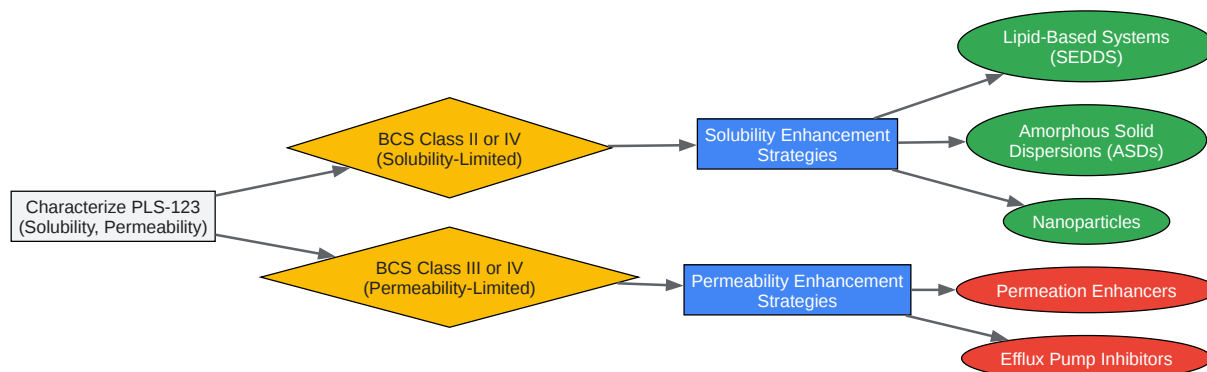 Characterize PLS-123
(Solubility, Permeability)
BCS Class II or IV
(Solubility-Limited)
Solubility Enhancement
Strategies
Lipid-Based Systems
(SEDDS)
Amorphous Solid
Dispersions (ASDs)
Nanoparticles
BCS Class III or IV
(Permeability-Limited)
Permeability Enhancement
Strategies
Permeation Enhancers
Efflux Pump Inhibitors